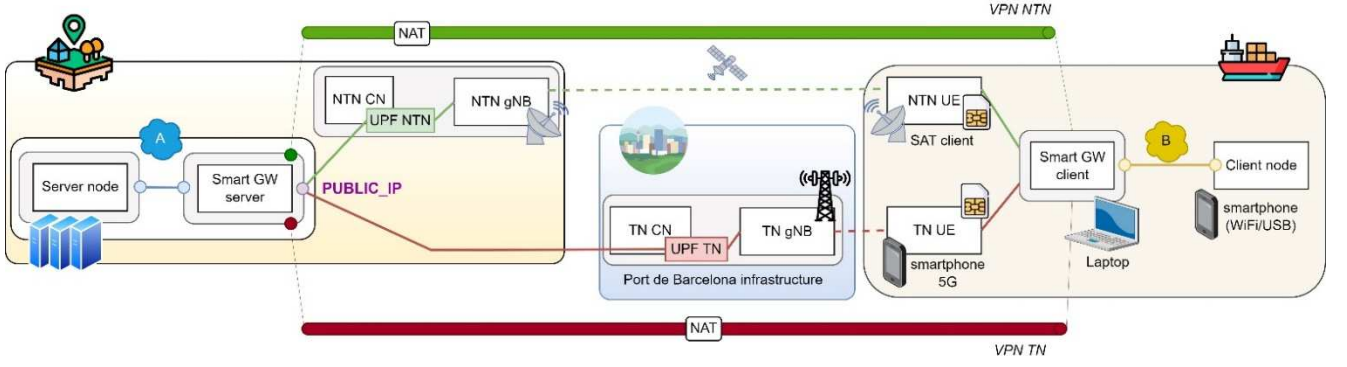 VPN NTN
NAT
NTN CN
UPF NTN
NTN gNB
NTN UE
SAT client
A
B
Server node
Smart GW
server
PUBLIC_IP
Smart GW
client
Client node
smartphone
(WiFi/USB)
Laptop
TN CN
UPF TN
TN gNB
TN UE
smartphone
5G
Port de Barcelona infrastructure
NAT
VPN TN